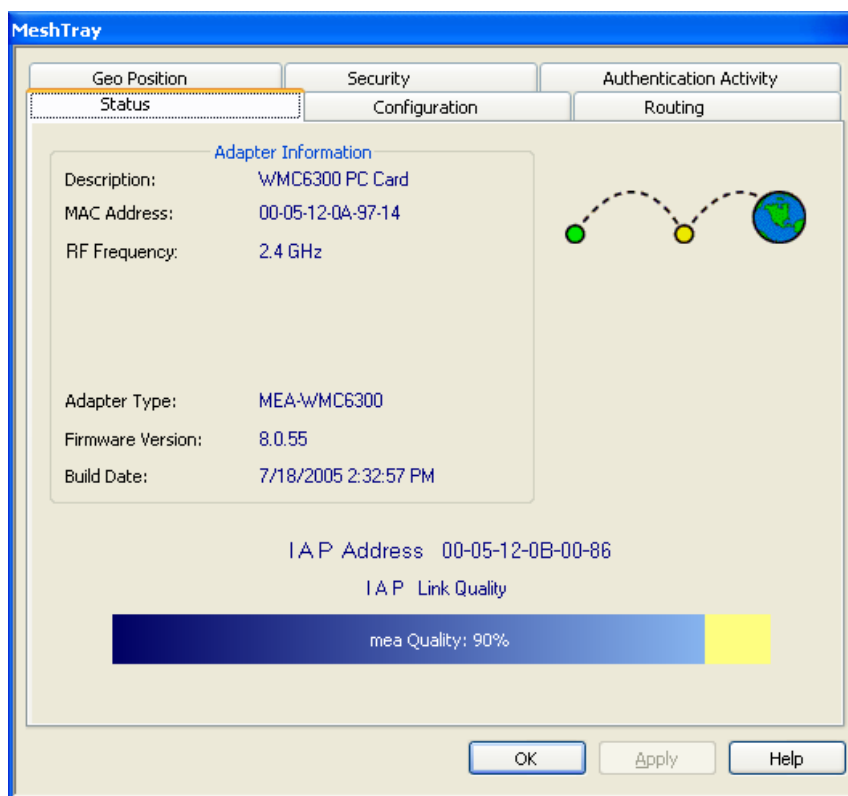 MeshTray
Geo Position Security Authentication Activity
Status Configuration Routing
Adapter Information
Description: WMC6300 PC Card
MAC Address: 00-05-12-0A-97-14
RF Frequency: 2.4 GHz
Adapter Type: MEA-WMC6300
Firmware Version: 8.0.55
Build Date: 7/18/2005 2:32:57 PM
IAP Address 00-05-12-0B-00-86
IAP Link Quality
mea Quality: 90%
OK Apply Help